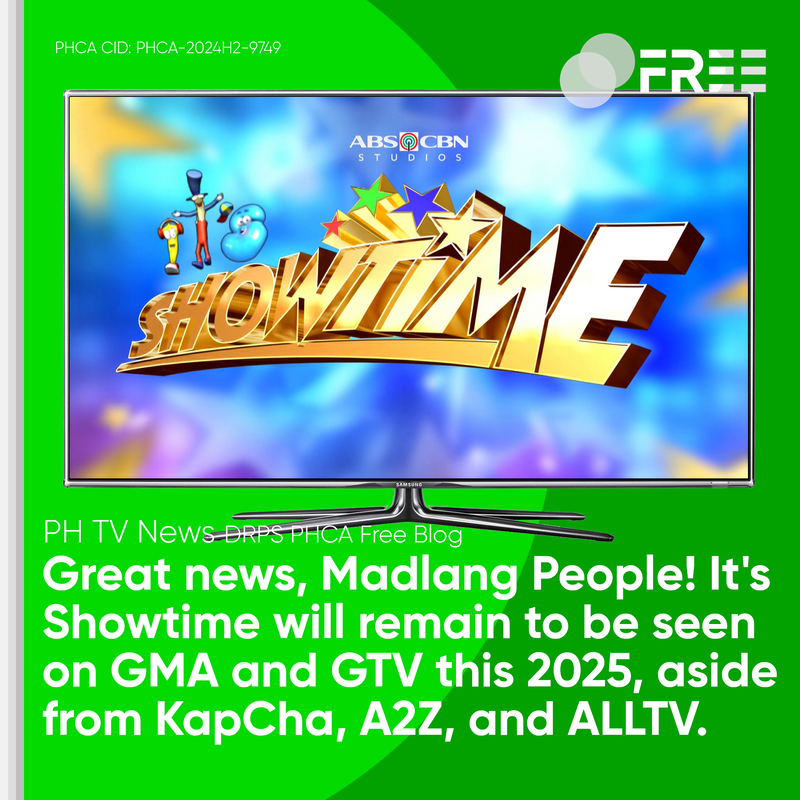 PHCA CID: PHCA-2024H2-9749
FREE
ABS CBN
STUDIOS
it's
SHOWTiME
SAMSUNG
PH TV News DRPS PHCA Free Blog
Great news, Madlang People! It's
Showtime will remain to be seen
on GMA and GTV this 2025, aside
from KapCha, A2Z, and ALLTV.